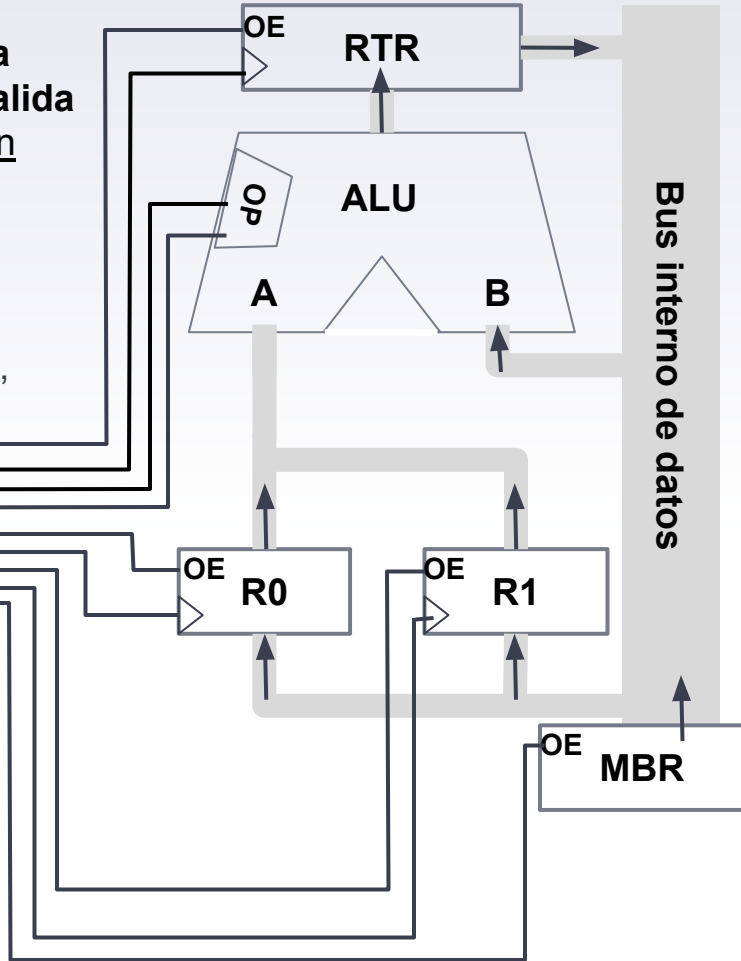 a
alida
n
,
OE
RTR
OP
ALU
A
B
Bus interno de datos
OE
R0
OE
R1
OE
MBR